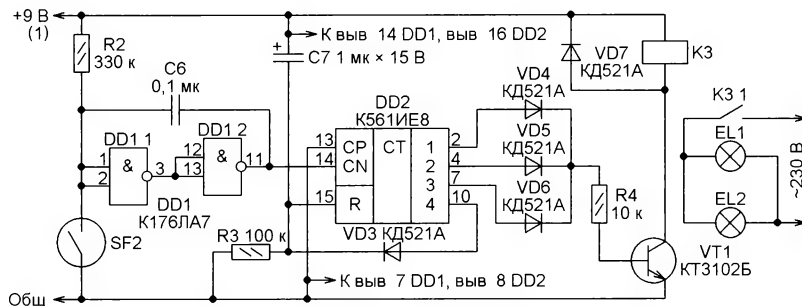 +9 В
(1)
К выв 14 DD1, выв 16 DD2
R2
330 к
C7 1 мк × 15 В
+
C6
0,1 мк
VD7
КД521А
K3
VD4
КД521А
DD2
К561ИЕ8
K3 1
DD1 1
DD1 2
13
CP
CT
1
2
VD5
КД521А
EL1
~230 В
1
2
&
3
12
13
&
11
14
CN
2
4
3
7
VD6
КД521А
EL2
15
R
4
10
R4
10 к
DD1
К176ЛА7
SF2
R3 100 к
VD3 КД521А
VT1
КТ3102Б
К выв 7 DD1, выв 8 DD2
Общ